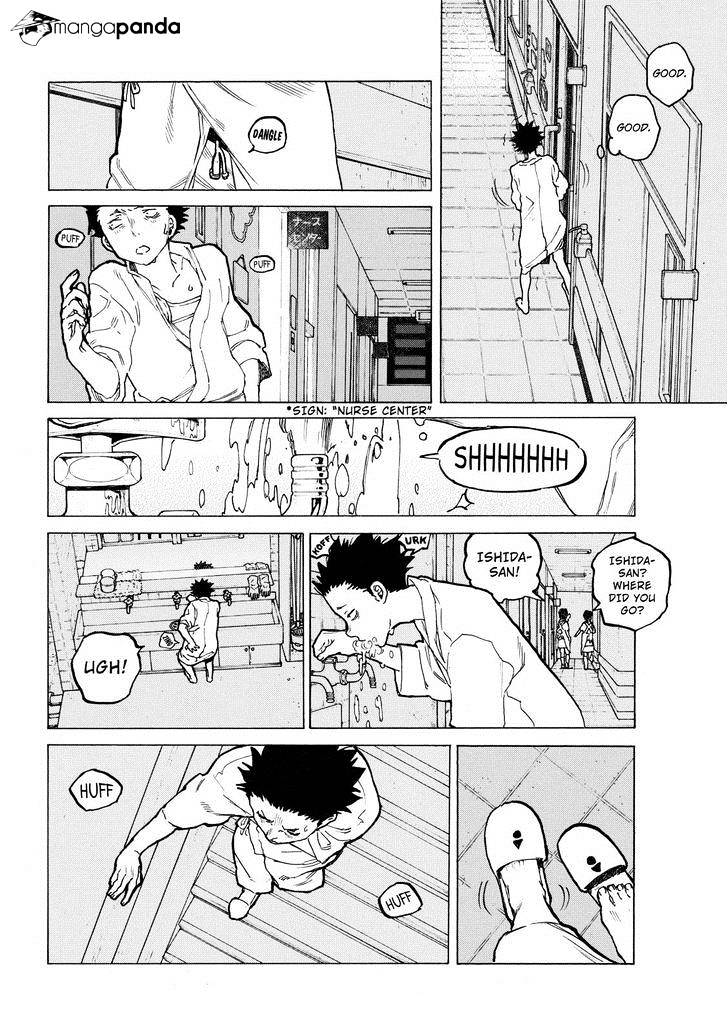 mangapanda
GOOD.
GOOD.
DANGLE
PUFF
PUFF
ナース
センター
*SIGN: "NURSE CENTER"
SHHHHHHH
ISHIDA-
SAN?
WHERE
DID YOU
GO?
ISHIDA-
SAN!
URK
KOFF
UGH!
HUFF
HUFF